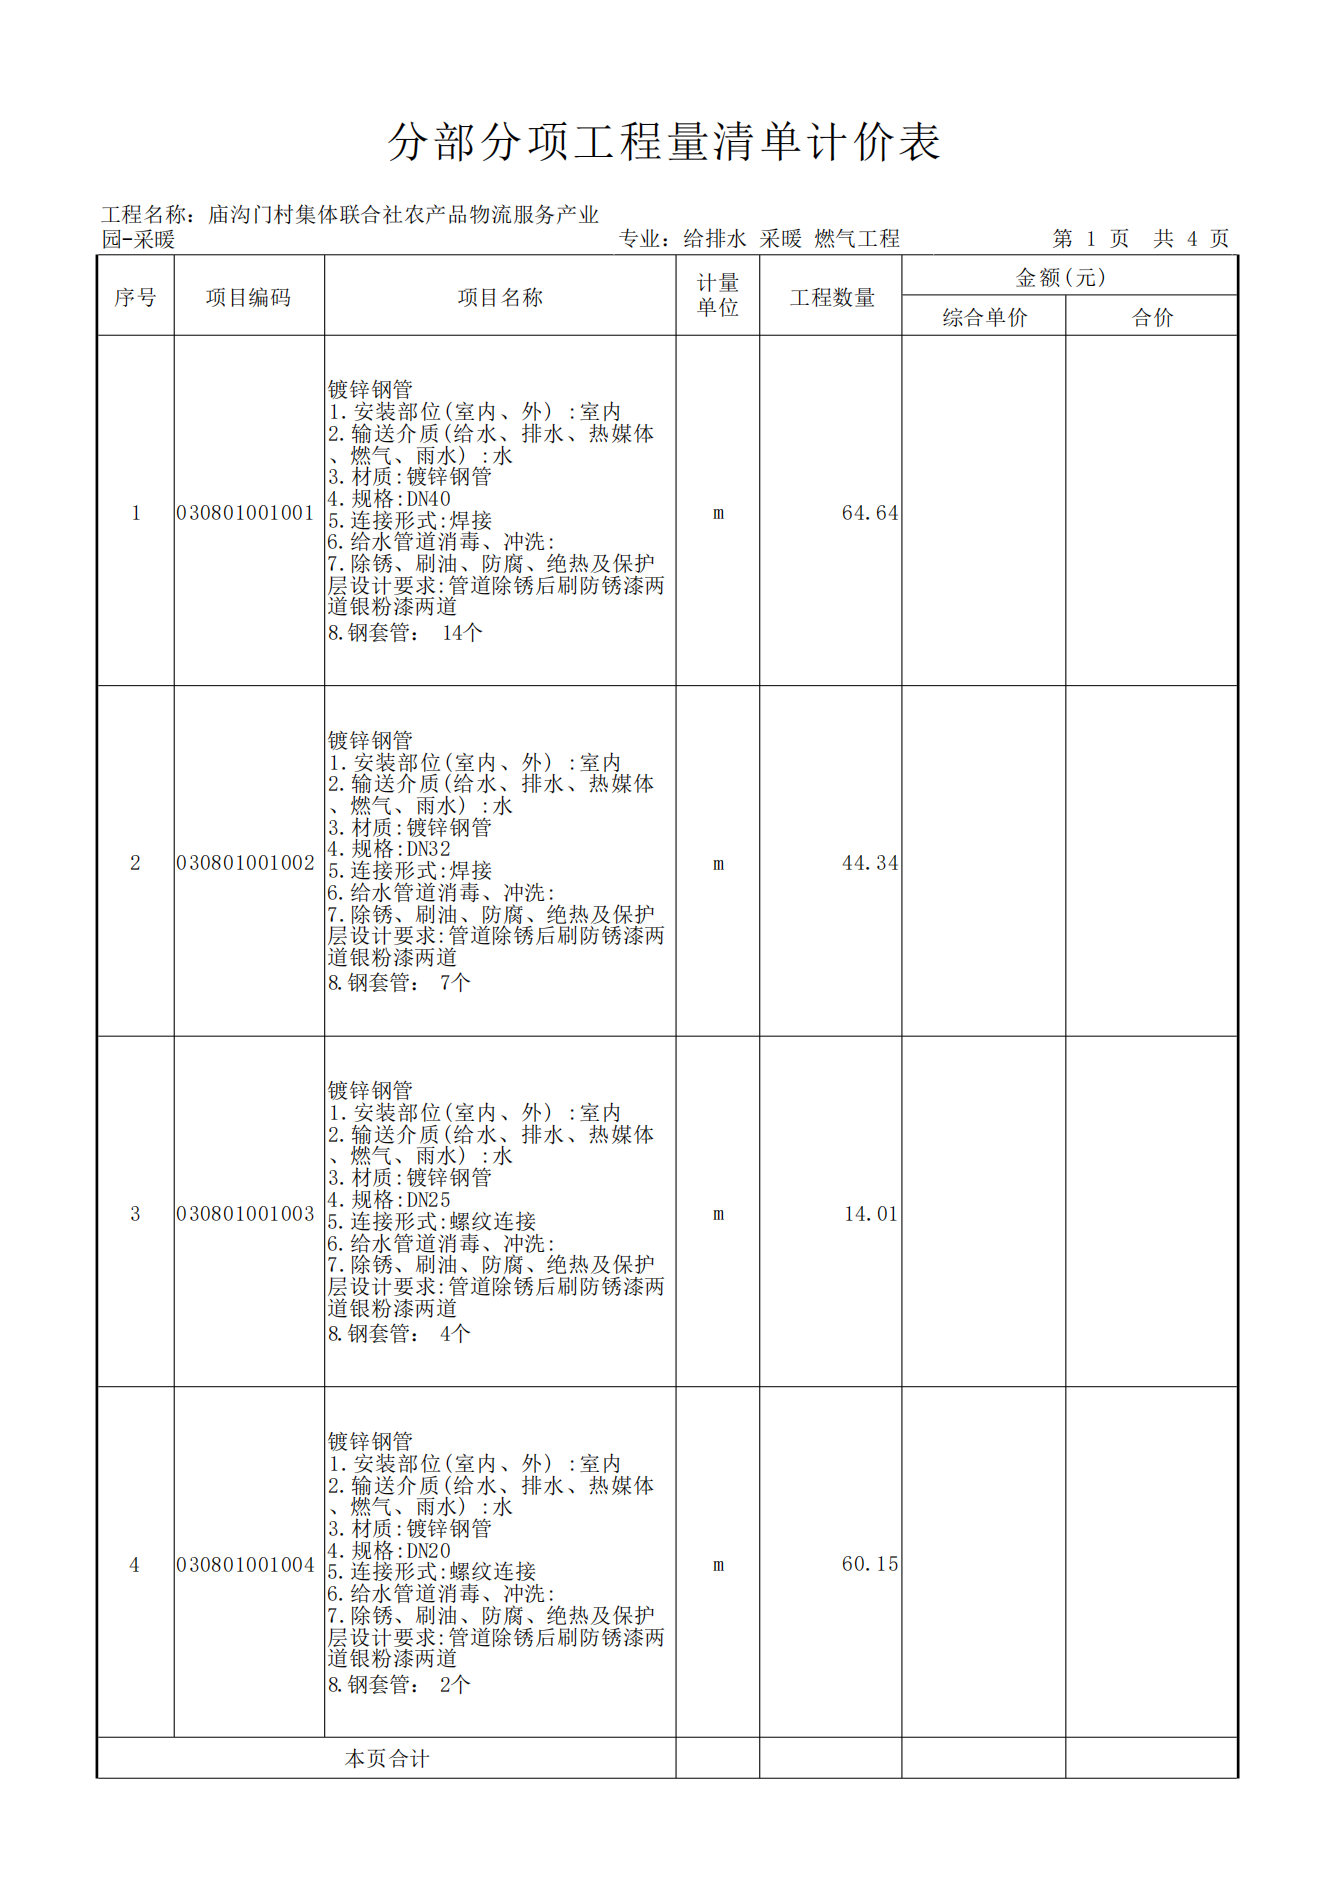 分部分项工程量清单计价表
工程名称：庙沟门村集体联合社农产品物流服务产业
园-采暖
专业：给排水 采暖 燃气工程
第 1 页 共 4 页
序号
项目编码
项目名称
计量
单位
工程数量
金额(元)
综合单价
合价
1
030801001001
镀锌钢管
1.安装部位(室内、外) :室内
2.输送介质(给水、排水、热媒体
、燃气、雨水) :水
3.材质:镀锌钢管
4.规格:DN40
5.连接形式:焊接
6.给水管道消毒、冲洗:
7.除锈、刷油、防腐、绝热及保护
层设计要求:管道除锈后刷防锈漆两
道银粉漆两道
8.钢套管： 14个
m
64.64
2
030801001002
镀锌钢管
1.安装部位(室内、外) :室内
2.输送介质(给水、排水、热媒体
、燃气、雨水) :水
3.材质:镀锌钢管
4.规格:DN32
5.连接形式:焊接
6.给水管道消毒、冲洗:
7.除锈、刷油、防腐、绝热及保护
层设计要求:管道除锈后刷防锈漆两
道银粉漆两道
8.钢套管： 7个
m
44.34
3
030801001003
镀锌钢管
1.安装部位(室内、外) :室内
2.输送介质(给水、排水、热媒体
、燃气、雨水) :水
3.材质:镀锌钢管
4.规格:DN25
5.连接形式:螺纹连接
6.给水管道消毒、冲洗:
7.除锈、刷油、防腐、绝热及保护
层设计要求:管道除锈后刷防锈漆两
道银粉漆两道
8.钢套管： 4个
m
14.01
4
030801001004
镀锌钢管
1.安装部位(室内、外) :室内
2.输送介质(给水、排水、热媒体
、燃气、雨水) :水
3.材质:镀锌钢管
4.规格:DN20
5.连接形式:螺纹连接
6.给水管道消毒、冲洗:
7.除锈、刷油、防腐、绝热及保护
层设计要求:管道除锈后刷防锈漆两
道银粉漆两道
8.钢套管： 2个
m
60.15
本页合计